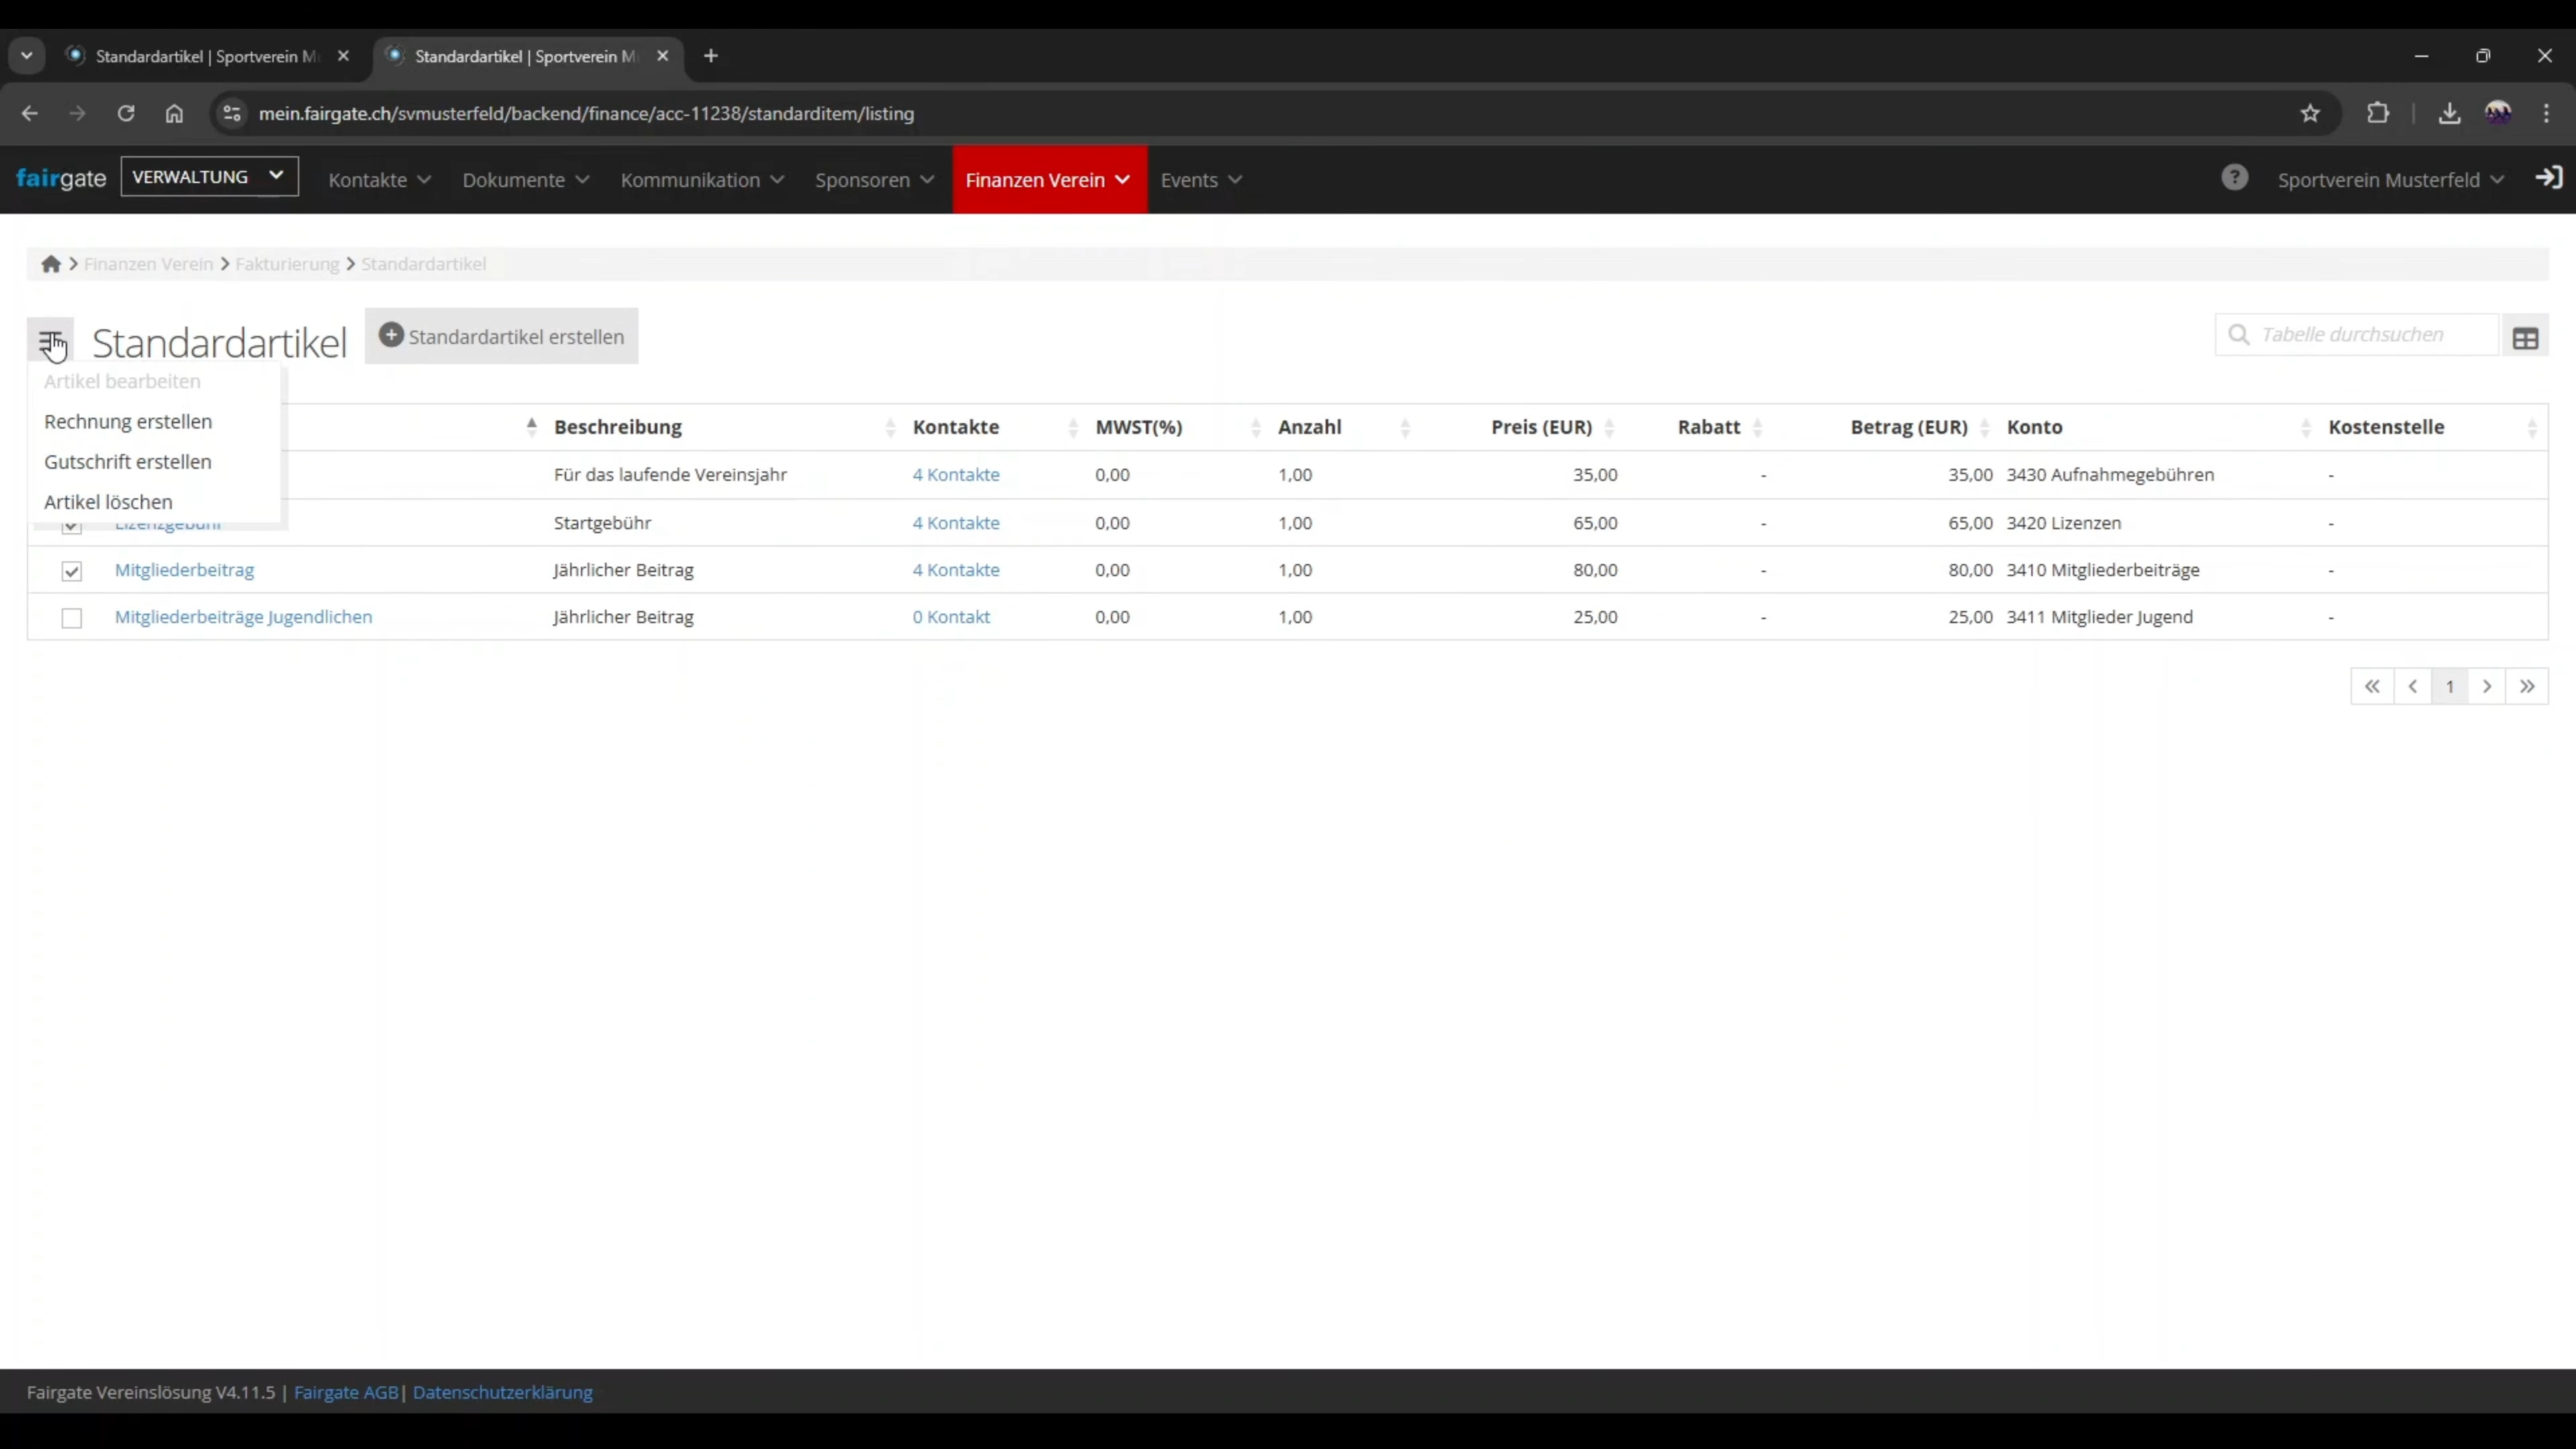 Standardartikel | Sportverein M
Standardartikel | Sportverein M
mein.fairgate.ch/svmusterfeld/backend/finance/acc-11238/standarditem/listing
fairgate VERWALTUNG Kontakte Dokumente Kommunikation Sponsoren Finanzen Verein Events ? Sportverein Musterfeld
Finanzen Verein Fakturierung Standardartikel
Standardartikel
Standardartikel erstellen
Tabelle durchsuchen
Artikel bearbeiten
Rechnung erstellen
Gutschrift erstellen
Artikel löschen
Beschreibung Kontakte MWST(%) Anzahl Preis (EUR) Rabatt Betrag (EUR) Konto Kostenstelle
Für das laufende Vereinsjahr 4 Kontakte 0,00 1,00 35,00 - 35,00 3430 Aufnahmegebühren -
Lizenzgebühr Startgebühr 4 Kontakte 0,00 1,00 65,00 - 65,00 3420 Lizenzen -
Mitgliederbeitrag Jährlicher Beitrag 4 Kontakte 0,00 1,00 80,00 - 80,00 3410 Mitgliederbeiträge -
Mitgliederbeiträge Jugendlichen Jährlicher Beitrag 0 Kontakt 0,00 1,00 25,00 - 25,00 3411 Mitglieder Jugend -
1
Fairgate Vereinslösung V4.11.5 | Fairgate AGB | Datenschutzerklärung